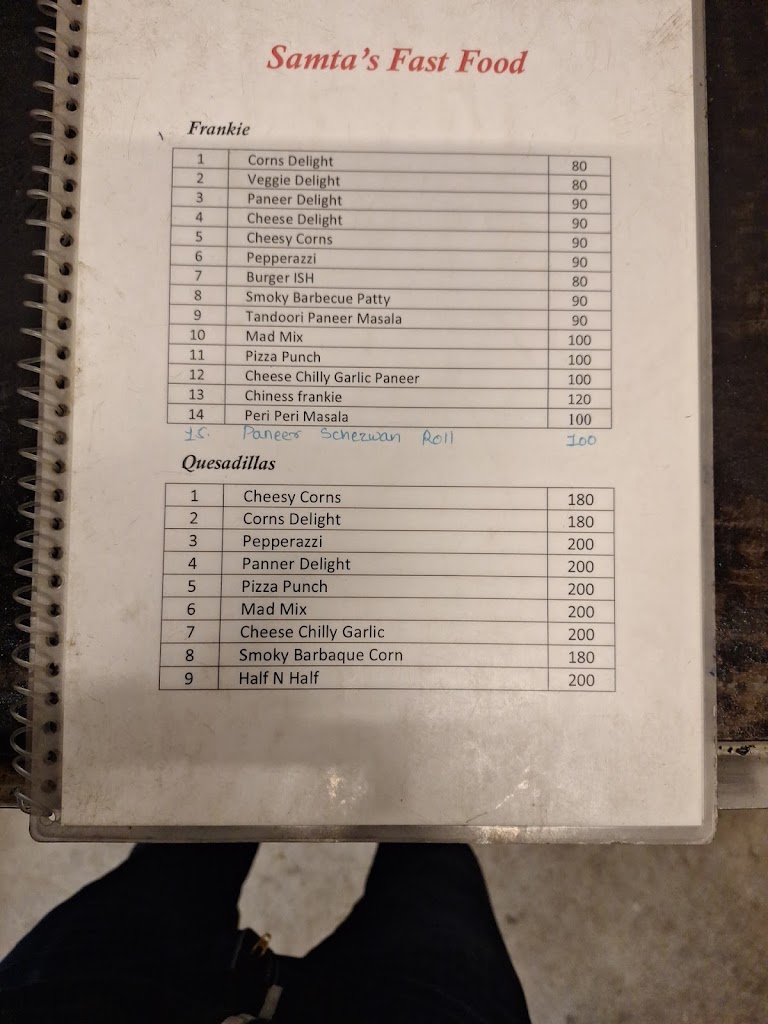 Samta's Fast Food
Frankie
1 Corns Delight 80
2 Veggie Delight 80
3 Paneer Delight 90
4 Cheese Delight 90
5 Cheesy Corns 90
6 Pepperazzi 90
7 Burger ISH 80
8 Smoky Barbecue Patty 90
9 Tandoori Paneer Masala 90
10 Mad Mix 100
11 Pizza Punch 100
12 Cheese Chilly Garlic Paneer 100
13 Chiness frankie 120
14 Peri Peri Masala 100
15. Paneer Schezwan Roll 100
Quesadillas
1 Cheesy Corns 180
2 Corns Delight 180
3 Pepperazzi 200
4 Panner Delight 200
5 Pizza Punch 200
6 Mad Mix 200
7 Cheese Chilly Garlic 200
8 Smoky Barbaque Corn 180
9 Half N Half 200